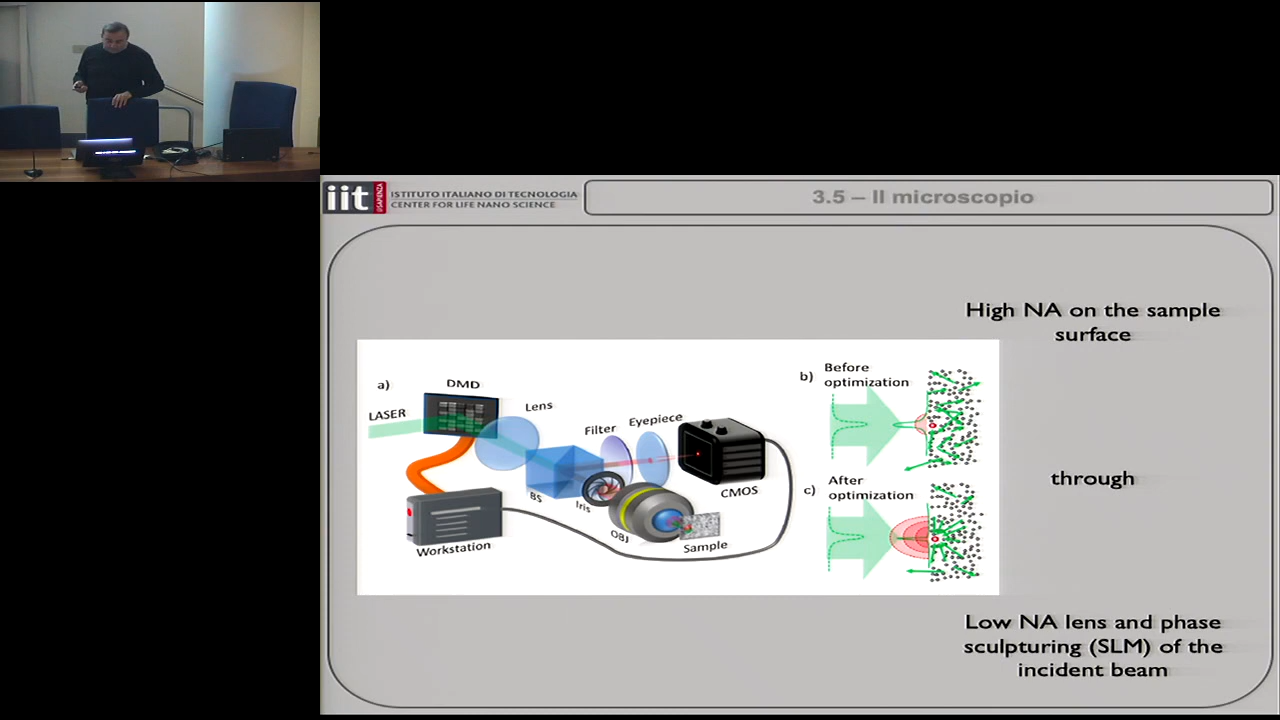 iit
SAPIENZA
ISTITUTO ITALIANO DI TECNOLOGIA
CENTER FOR LIFE NANO SCIENCE
3.5 – Il microscopio
High NA on the sample
surface
a)
DMD
LASER
Lens
Filter
Eyepiece
BS
Iris
CMOS
OBJ
Sample
Workstation
b)
Before
optimization
c)
After
optimization
through
Low NA lens and phase
sculpturing (SLM) of the
incident beam